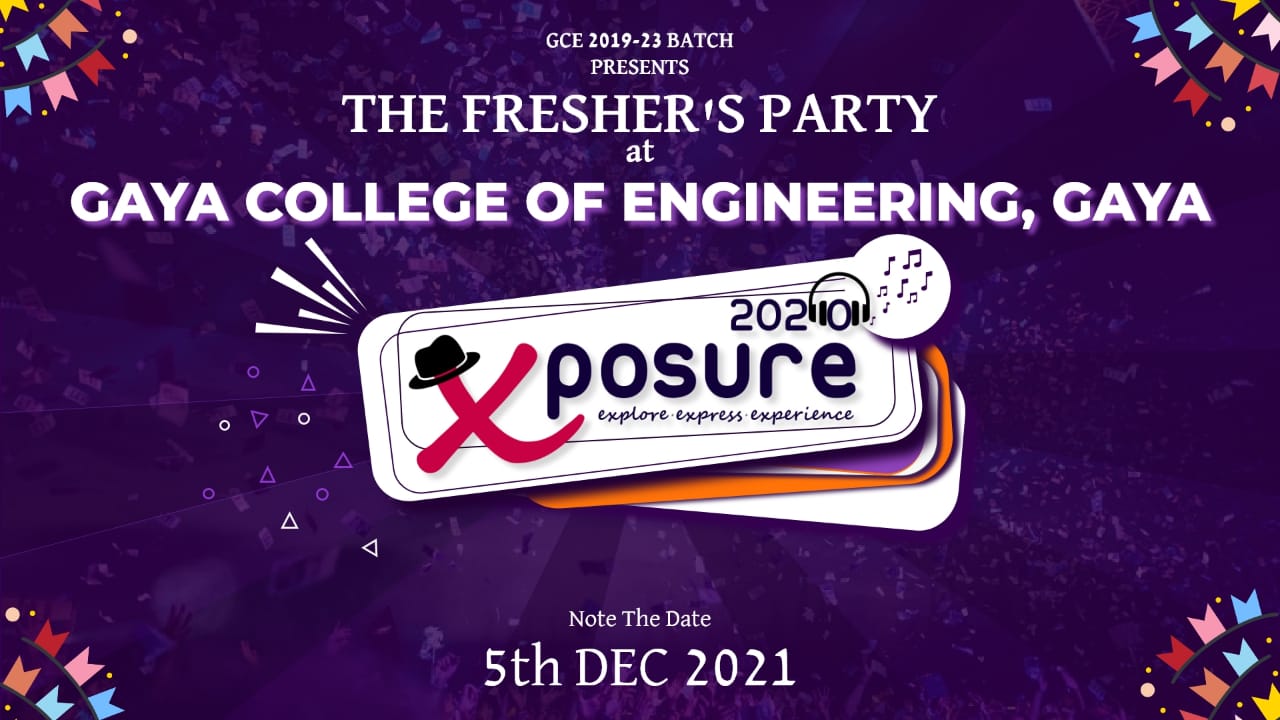 GCE 2019-23 BATCH
PRESENTS
THE FRESHER'S PARTY
at
GAYA COLLEGE OF ENGINEERING, GAYA
2020
xposure
explore·express·experience
Note The Date
5th DEC 2021